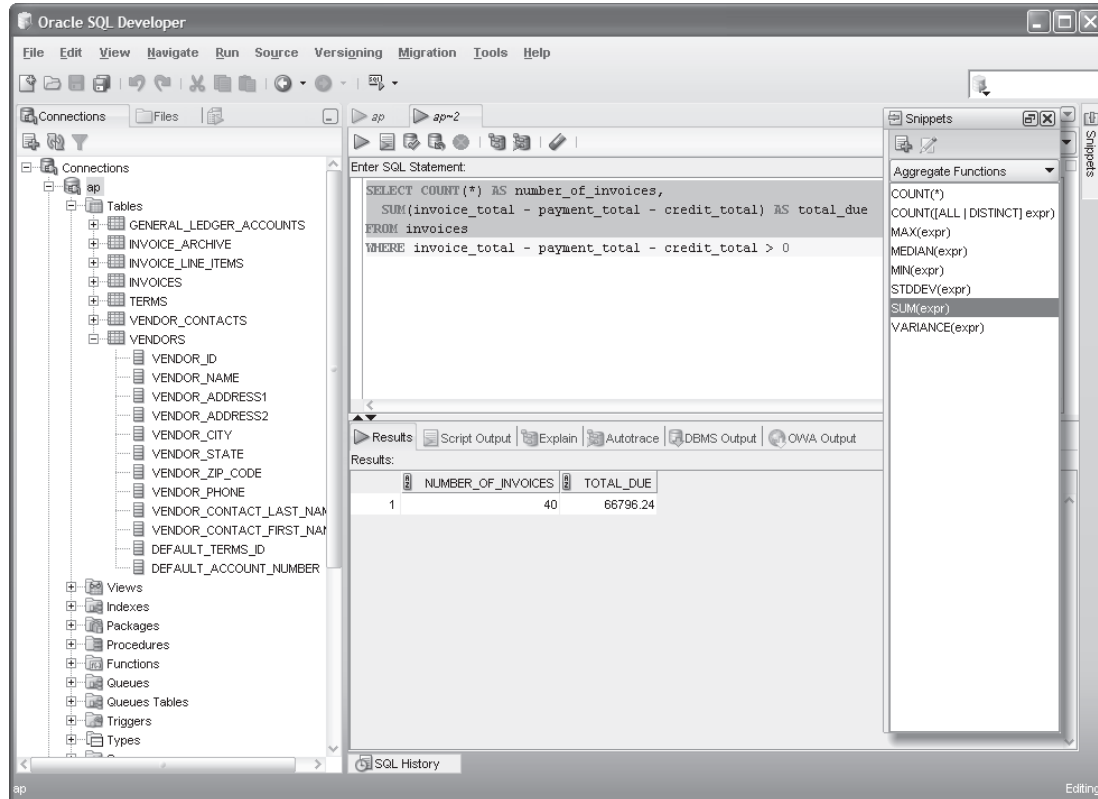 Oracle SQL Developer
File Edit View Navigate Run Source Versioning Migration Tools Help
Connections
Files
Connections
ap
Tables
GENERAL_LEDGER_ACCOUNTS
INVOICE_ARCHIVE
INVOICE_LINE_ITEMS
INVOICES
TERMS
VENDOR_CONTACTS
VENDORS
VENDOR_ID
VENDOR_NAME
VENDOR_ADDRESS1
VENDOR_ADDRESS2
VENDOR_CITY
VENDOR_STATE
VENDOR_ZIP_CODE
VENDOR_PHONE
VENDOR_CONTACT_LAST_NAM
VENDOR_CONTACT_FIRST_NAM
DEFAULT_TERMS_ID
DEFAULT_ACCOUNT_NUMBER
Views
Indexes
Packages
Procedures
Functions
Queues
Queues Tables
Triggers
Types
ap
ap~2
Enter SQL Statement:
SELECT COUNT(*) AS number_of_invoices,
SUM(invoice_total - payment_total - credit_total) AS total_due
FROM invoices
WHERE invoice_total - payment_total - credit_total > 0
Results Script Output Explain Autotrace DBMS Output OWA Output
Results:
NUMBER_OF_INVOICES TOTAL_DUE
1 40 66796.24
SQL History
Snippets
Aggregate Functions
COUNT(*)
COUNT([ALL | DISTINCT] expr)
MAX(expr)
MEDIAN(expr)
MIN(expr)
STDDEV(expr)
SUM(expr)
VARIANCE(expr)
Snippets
ap
Editing